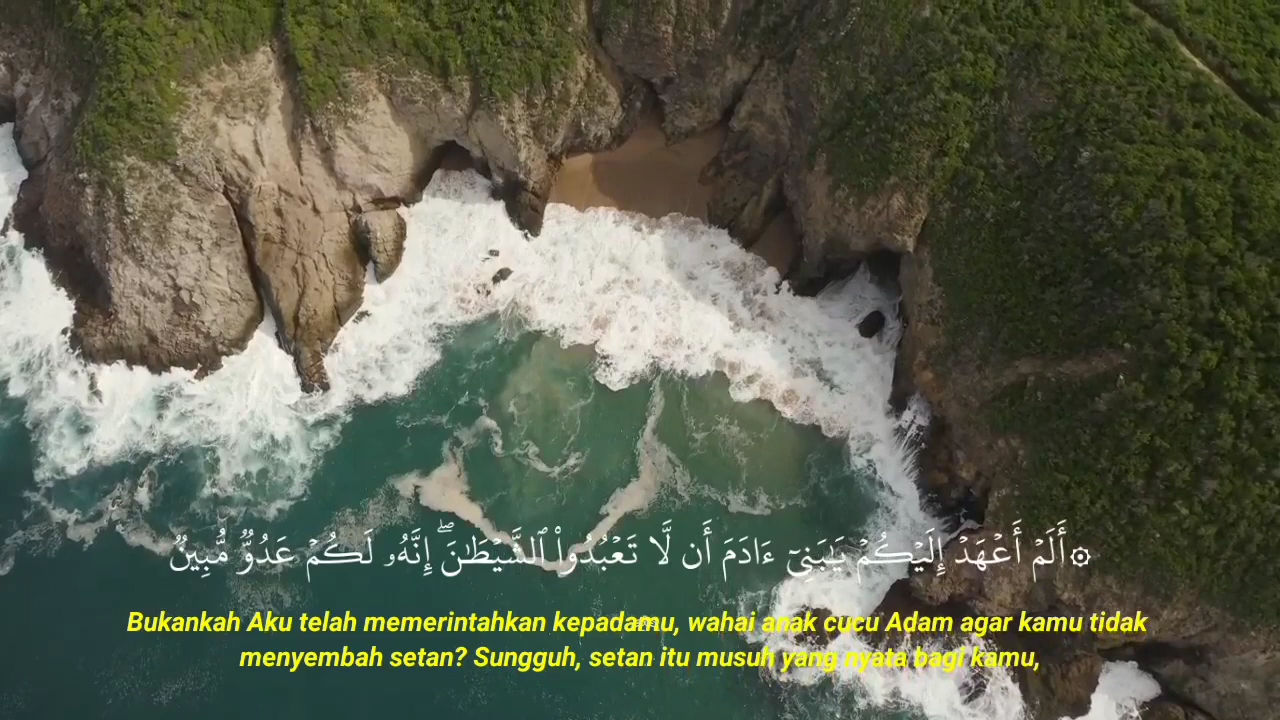 ۞أَلَمۡ أَعۡهَدۡ إِلَيۡكُمۡ يَٰبَنِيٓ ءَادَمَ أَن لَّا تَعۡبُدُواْ ٱلشَّيۡطَٰنَۖ إِنَّهُۥ لَكُمۡ عَدُوّٞ مُّبِينٞ
Bukankah Aku telah memerintahkan kepadamu, wahai anak cucu Adam agar kamu tidak
menyembah setan? Sungguh, setan itu musuh yang nyata bagi kamu,